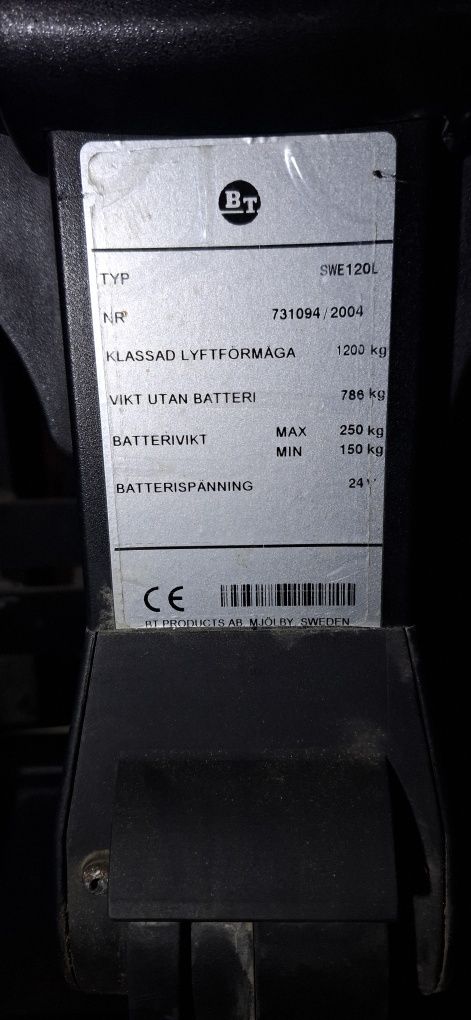 BT
TYP SWE120L
NR 731094/2004
KLASSAD LYFTFÖRMÅGA 1200 kg
VIKT UTAN BATTERI 786 kg
BATTERIVIKT MAX 250 kg
MIN 150 kg
BATTERISPÄNNING 24 V
CE
BT PRODUCTS AB, MJÖLBY, SWEDEN